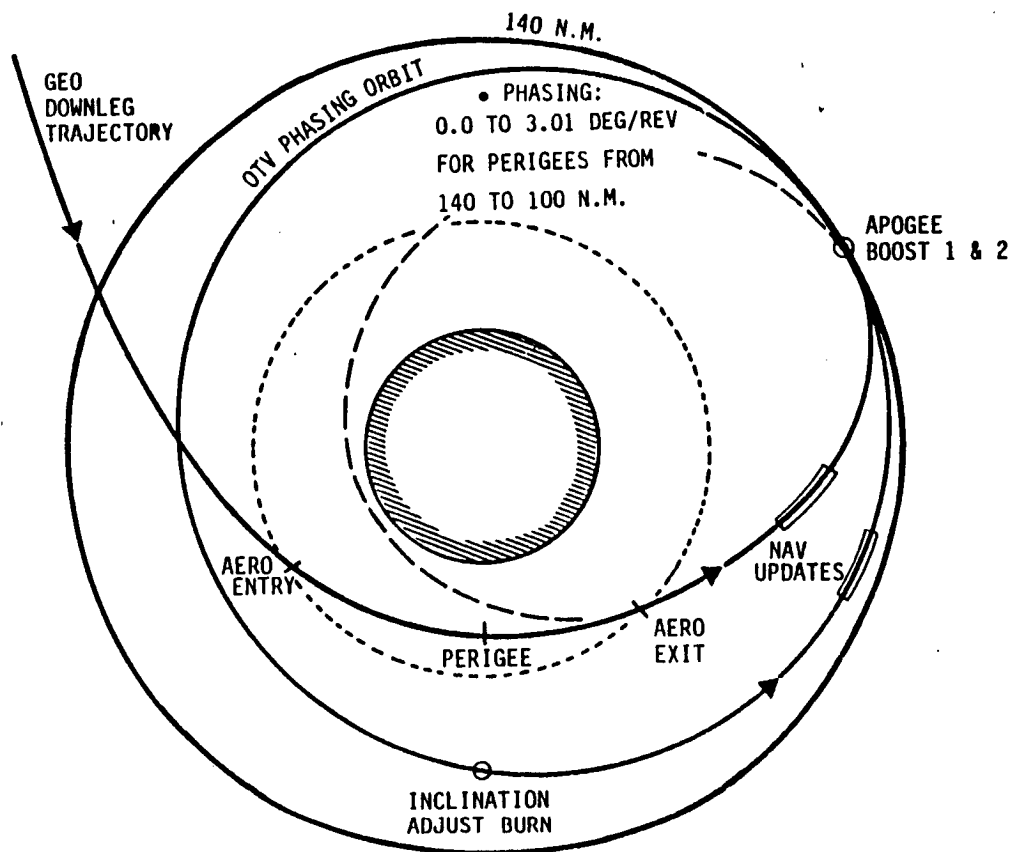 140 N.M.
GEO
DOWNLEG
TRAJECTORY
OTV PHASING ORBIT
• PHASING:
0.0 TO 3.01 DEG/REV
FOR PERIGEES FROM
140 TO 100 N.M.
APOGEE
BOOST 1 & 2
AERO
ENTRY
PERIGEE
AERO
EXIT
NAV
UPDATES
INCLINATION
ADJUST BURN